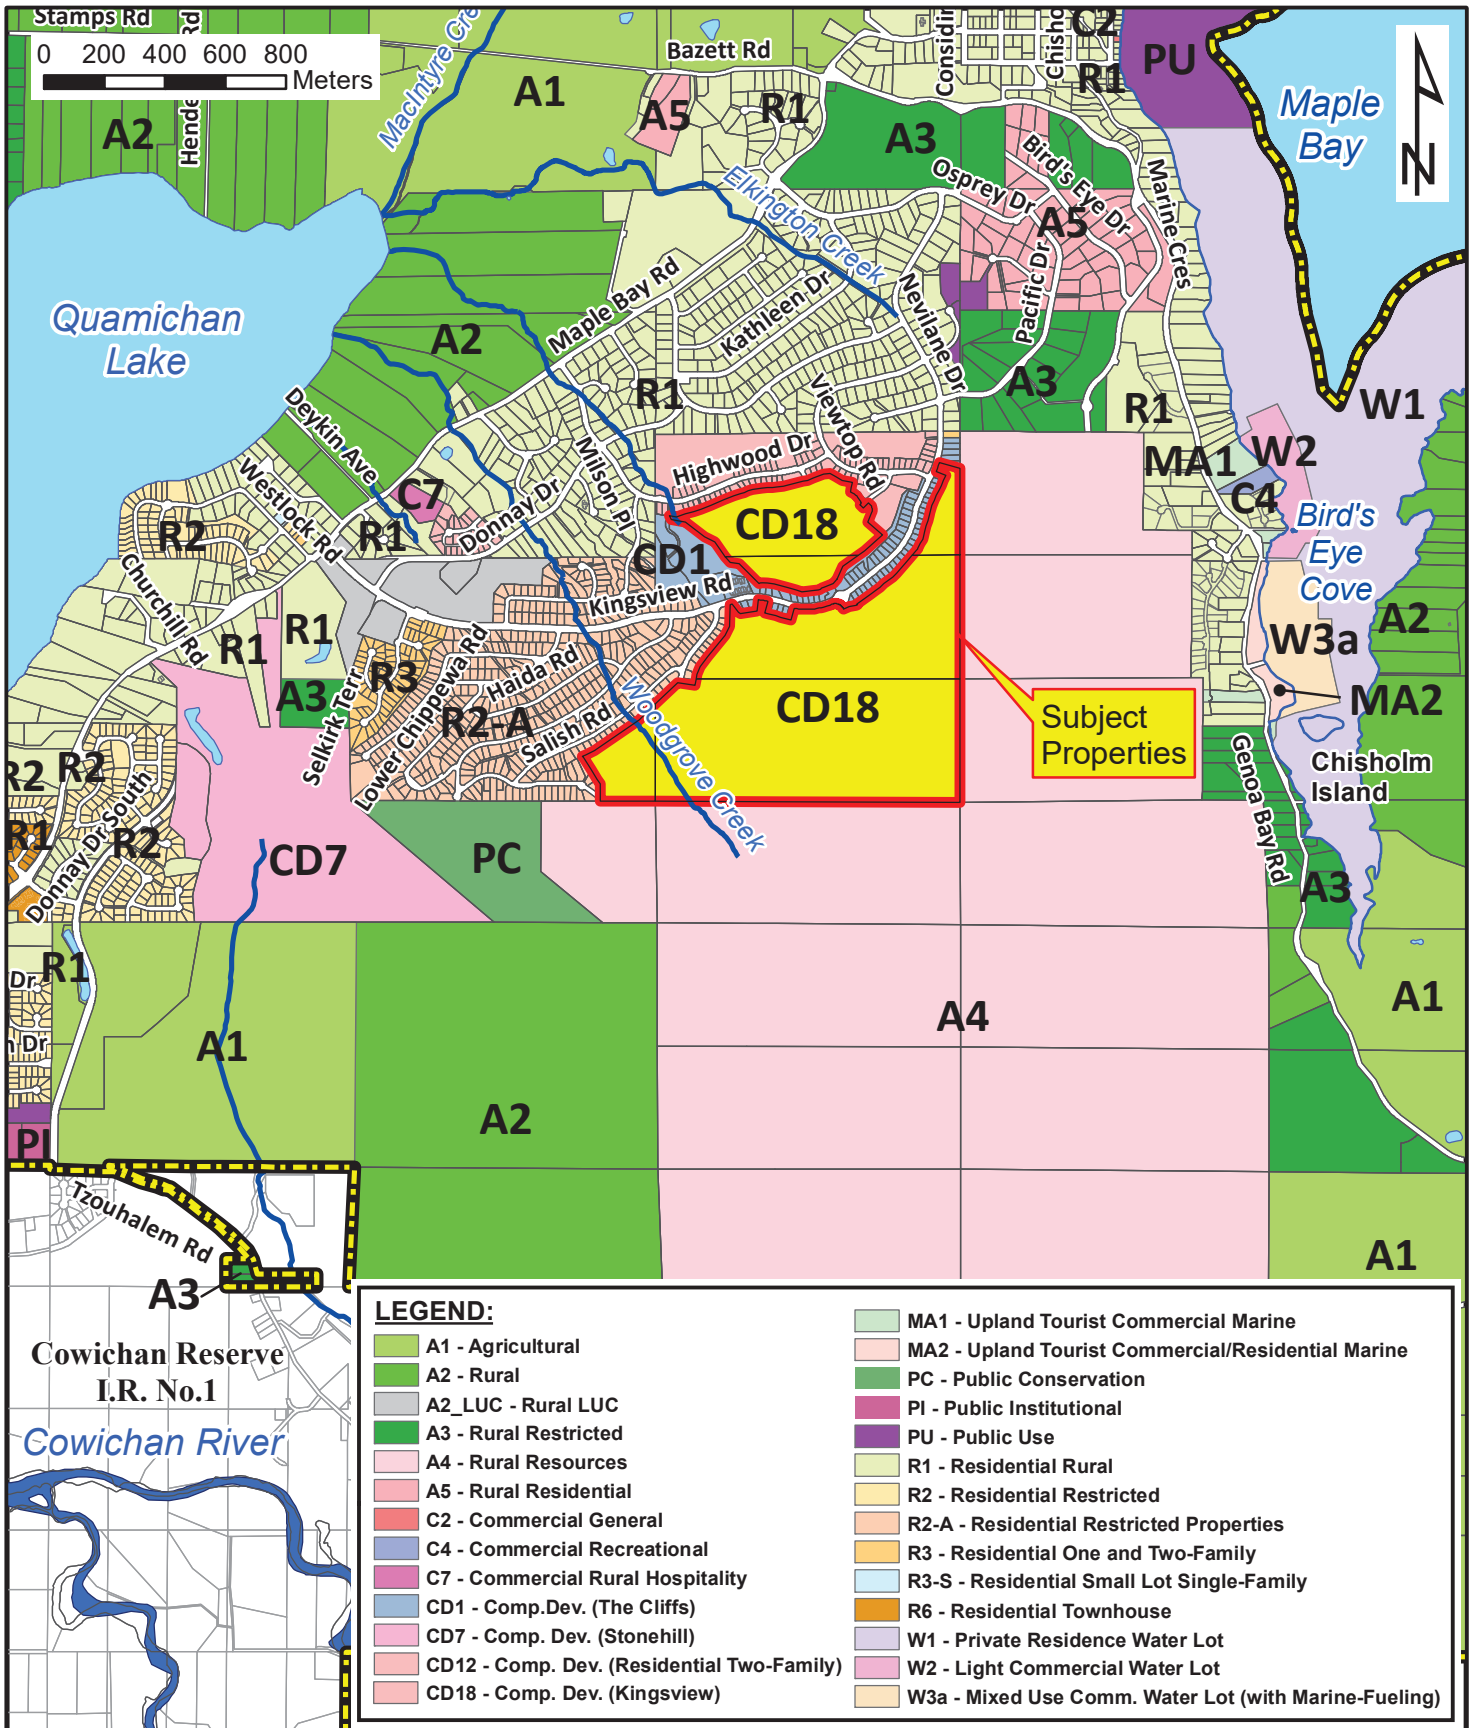 Stamps Rd
0 200 400 600 800
Meters
MacIntyre Cre
Bazett Rd
Considin
Chisho
C2
R1
PU
Maple
Bay
N
A2
Hende
Rd
A1
A5
R1
A3
Osprey Dr
Bird's Eye Dr
Marine Cres
A5
Elkington Creek
Pacific Dr
Nevilane Dr
Quamichan
Lake
Maple Bay Rd
Kathleen Dr
A2
R1
A3
R1
W1
Viewtop Rd
Deykin Ave
Highwood Dr
MA1
W2
C4
Westlock Rd
C7
Milson Pl
Donnay Dr
R2
R1
CD18
Bird's
Eye
Cove
CD1
Kingsview Rd
Churchill Rd
R1
R1
A2
W3a
R3
Haida Rd
A3
Selkirk Terr
Lower Chippewa Rd
R2-A
Salish Rd
Woodgrove Creek
CD18
MA2
Subject
Properties
Genoa Bay Rd
Chisholm
Island
R2
R2
Donnay Dr South
R1
R2
CD7
PC
A3
R1
Dr
A4
A1
n Dr
A1
A2
PI
Tzouhalem Rd
A3
A1
Cowichan Reserve
I.R. No.1
Cowichan River
LEGEND:
A1 - Agricultural
A2 - Rural
A2_LUC - Rural LUC
A3 - Rural Restricted
A4 - Rural Resources
A5 - Rural Residential
C2 - Commercial General
C4 - Commercial Recreational
C7 - Commercial Rural Hospitality
CD1 - Comp.Dev. (The Cliffs)
CD7 - Comp. Dev. (Stonehill)
CD12 - Comp. Dev. (Residential Two-Family)
CD18 - Comp. Dev. (Kingsview)
MA1 - Upland Tourist Commercial Marine
MA2 - Upland Tourist Commercial/Residential Marine
PC - Public Conservation
PI - Public Institutional
PU - Public Use
R1 - Residential Rural
R2 - Residential Restricted
R2-A - Residential Restricted Properties
R3 - Residential One and Two-Family
R3-S - Residential Small Lot Single-Family
R6 - Residential Townhouse
W1 - Private Residence Water Lot
W2 - Light Commercial Water Lot
W3a - Mixed Use Comm. Water Lot (with Marine-Fueling)